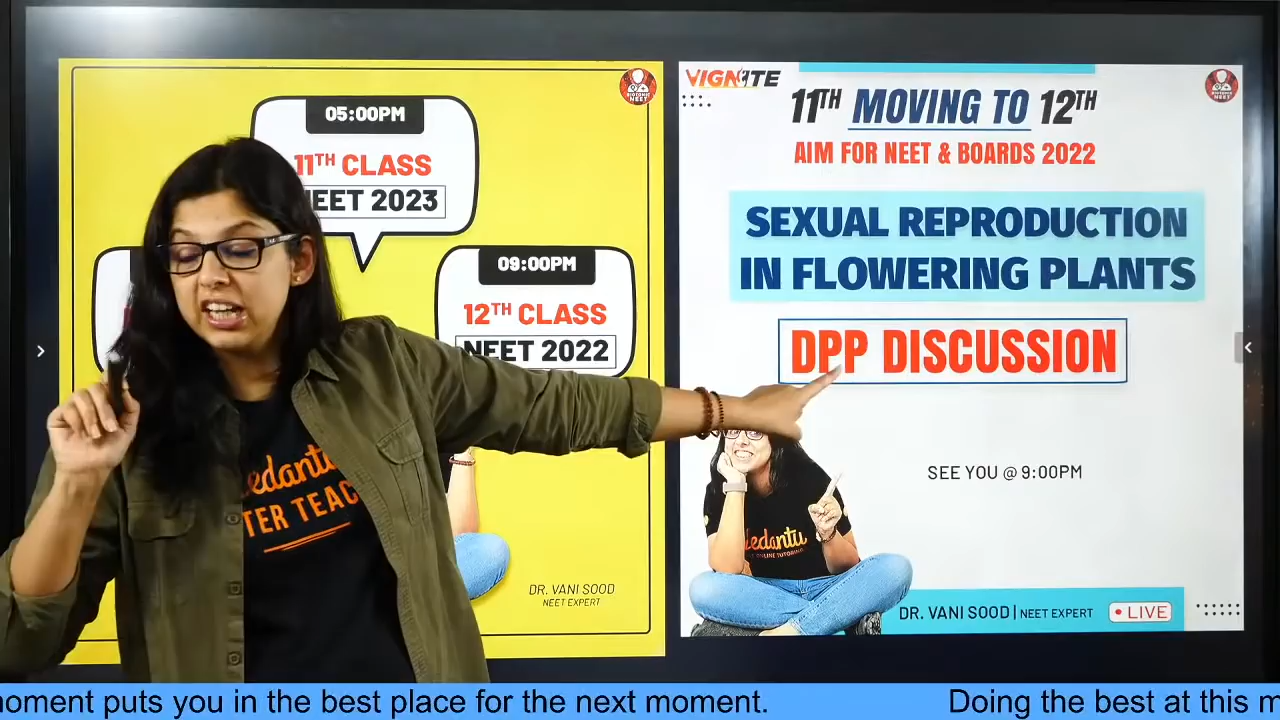 05:00PM
11TH CLASS
NEET 2023
09:00PM
12TH CLASS
NEET 2022
DR. VANI SOOD
NEET EXPERT
VIGNITE
11TH MOVING TO 12TH
AIM FOR NEET & BOARDS 2022
SEXUAL REPRODUCTION
IN FLOWERING PLANTS
DPP DISCUSSION
SEE YOU @ 9:00PM
DR. VANI SOOD | NEET EXPERT
LIVE
edantu
TER TEAC
edantu
moment puts you in the best place for the next moment. Doing the best at this m